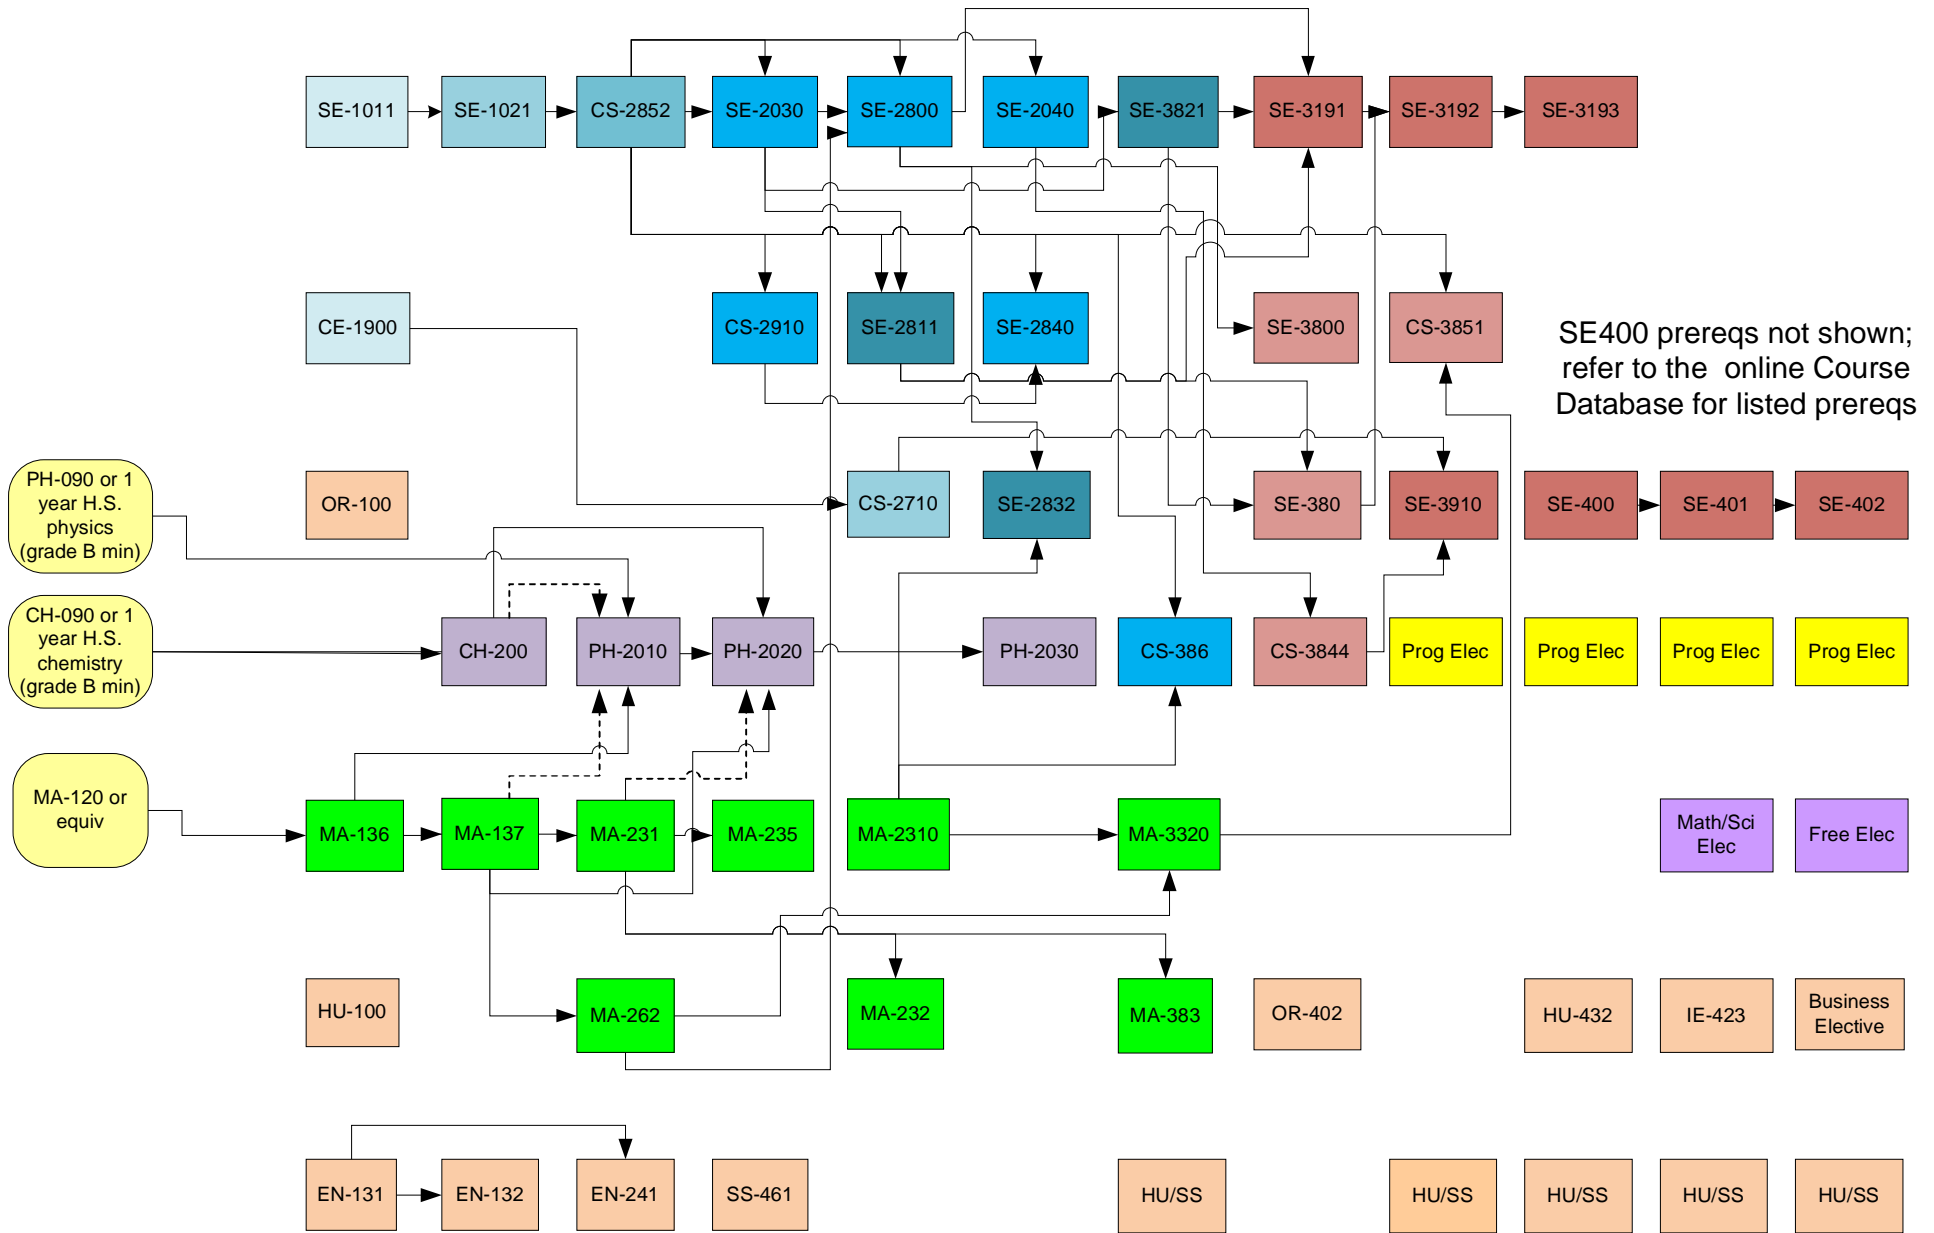 SE-1011
SE-1021
CS-2852
SE-2030
SE-2800
SE-2040
SE-3821
SE-3191
SE-3192
SE-3193
CE-1900
CS-2910
SE-2811
SE-2840
SE-3800
CS-3851
SE400 prereqs not shown;
refer to the  online Course
Database for listed prereqs
PH-090 or 1
year H.S.
physics
(grade B min)
OR-100
CS-2710
SE-2832
SE-380
SE-3910
SE-400
SE-401
SE-402
CH-090 or 1
year H.S.
chemistry
(grade B min)
CH-200
PH-2010
PH-2020
PH-2030
CS-386
CS-3844
Prog Elec
Prog Elec
Prog Elec
Prog Elec
MA-120 or
equiv
MA-136
MA-137
MA-231
MA-235
MA-2310
MA-3320
Math/Sci
Elec
Free Elec
HU-100
MA-262
MA-232
MA-383
OR-402
HU-432
IE-423
Business
Elective
EN-131
EN-132
EN-241
SS-461
HU/SS
HU/SS
HU/SS
HU/SS
HU/SS